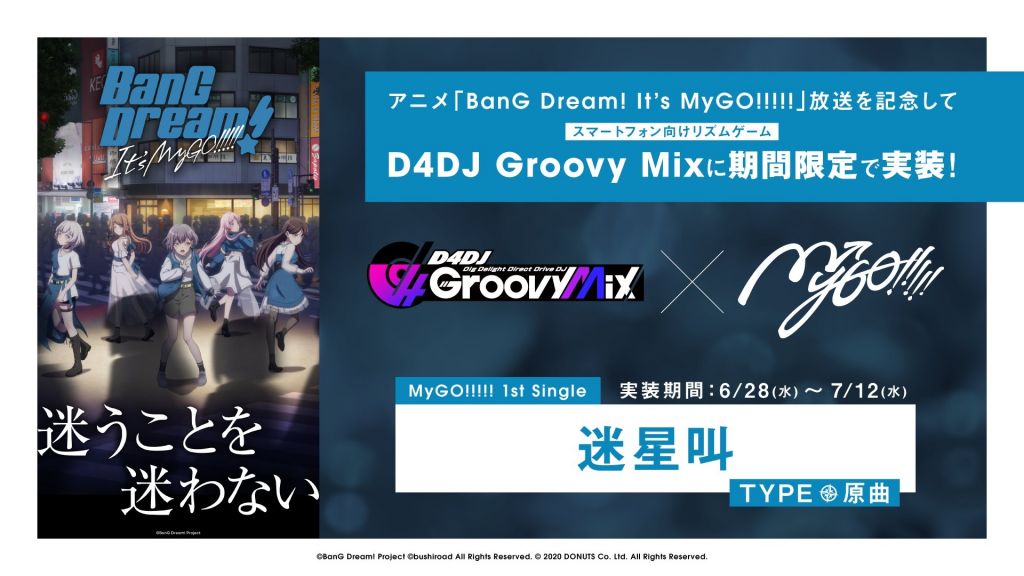 BanG
Dream!
It's MyGO!!!!!
迷うことを
迷わない
©BanG Dream! Project
アニメ「BanG Dream! It's MyGO!!!!!」放送を記念して
スマートフォン向けリズムゲーム
D4DJ Groovy Mixに期間限定で実装!
D4DJ
Dig Delight Direct Drive DJ
Groovy Mix
×
MyGO!!!!!
MyGO!!!!! 1st Single
実装期間:6/28(水) ~ 7/12(水)
迷星叫
TYPE 原曲
©BanG Dream! Project ©bushiroad All Rights Reserved. © 2020 DONUTS Co. Ltd. All Rights Reserved.